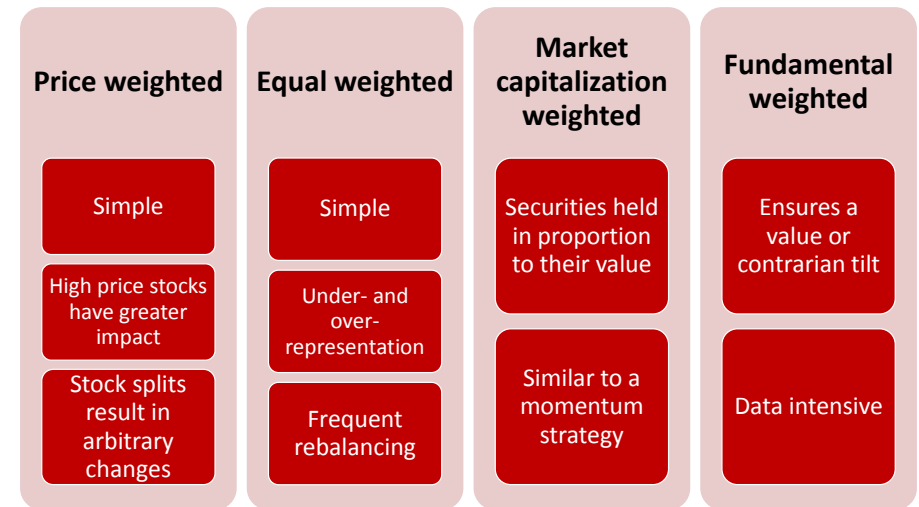 Price weighted
Simple
High price stocks
have greater
impact
Stock splits
result in
arbitrary
changes
Equal weighted
Simple
Under- and
over-
representation
Frequent
rebalancing
Market
capitalization
weighted
Securities held
in proportion
to their value
Similar to a
momentum
strategy
Fundamental
weighted
Ensures a
value or
contrarian tilt
Data intensive